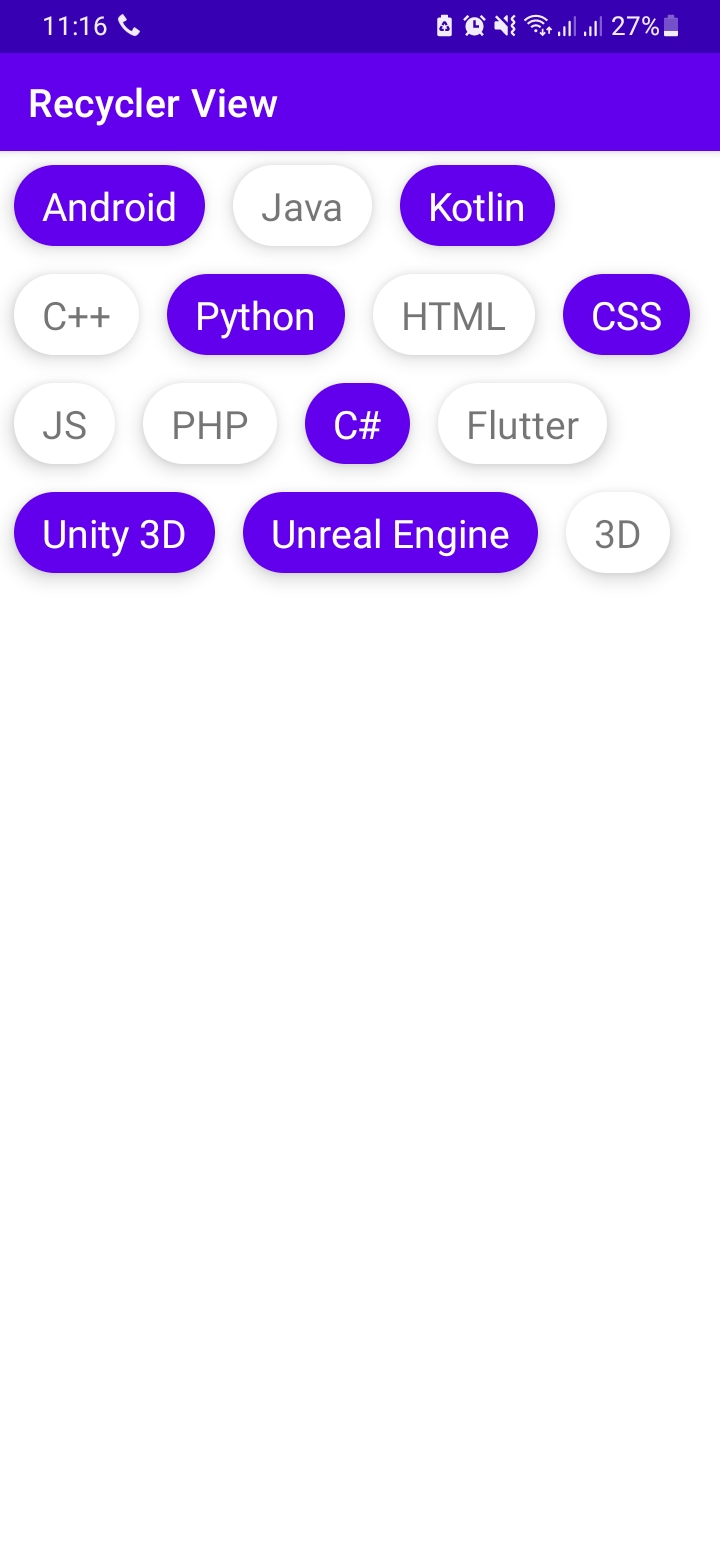 11:16 27%
Recycler View
Android Java Kotlin
C++ Python HTML CSS
JS PHP C# Flutter
Unity 3D Unreal Engine 3D